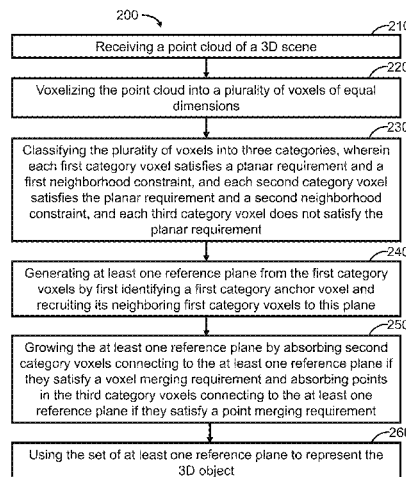 200
210
Receiving a point cloud of a 3D scene
220
Voxelizing the point cloud into a plurality of voxels of equal
dimensions
230
Classifying the plurality of voxels into three categories, wherein
each first category voxel satisfies a planar requirement and a
first neighborhood constraint, and each second category voxel
satisfies the planar requirement and a second neighborhood
constraint, and each third category voxel does not satisfy the
planar requirement
240
Generating at least one reference plane from the first category
voxels by first identifying a first category anchor voxel and
recruiting its neighboring first category voxels to this plane
250
Growing the at least one reference plane by absorbing second
category voxels connecting to the at least one reference plane if
they satisfy a voxel merging requirement and absorbing points
in the third category voxels connecting to the at least one
reference plane if they satisfy a point merging requirement
260
Using the set of at least one reference plane to represent the
3D object